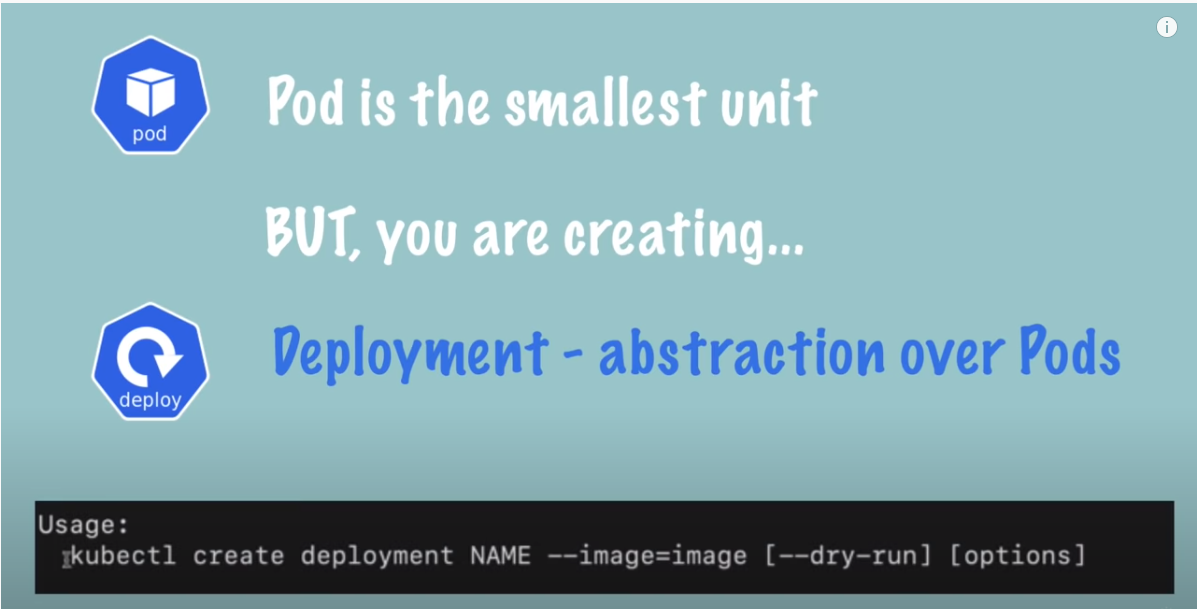 pod
Pod is the smallest unit
BUT, you are creating...
deploy
Deployment - abstraction over Pods
Usage:
kubectl create deployment NAME --image=image [--dry-run] [options]